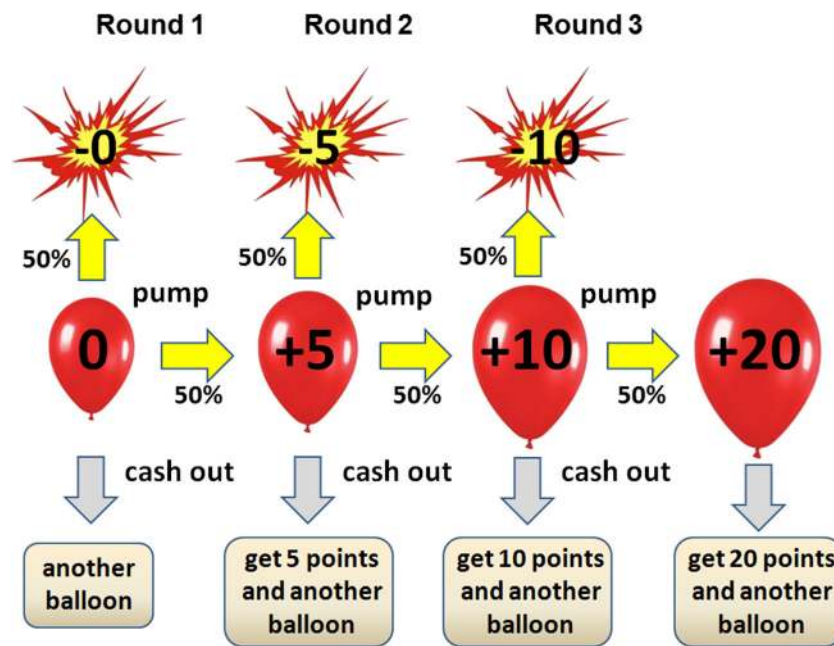 Round 1
Round 2
Round 3
-0
-5
-10
50%
50%
50%
pump
pump
pump
0
+5
+10
+20
50%
50%
50%
cash out
cash out
cash out
another
balloon
get 5 points
and another
balloon
get 10 points
and another
balloon
get 20 points
and another
balloon